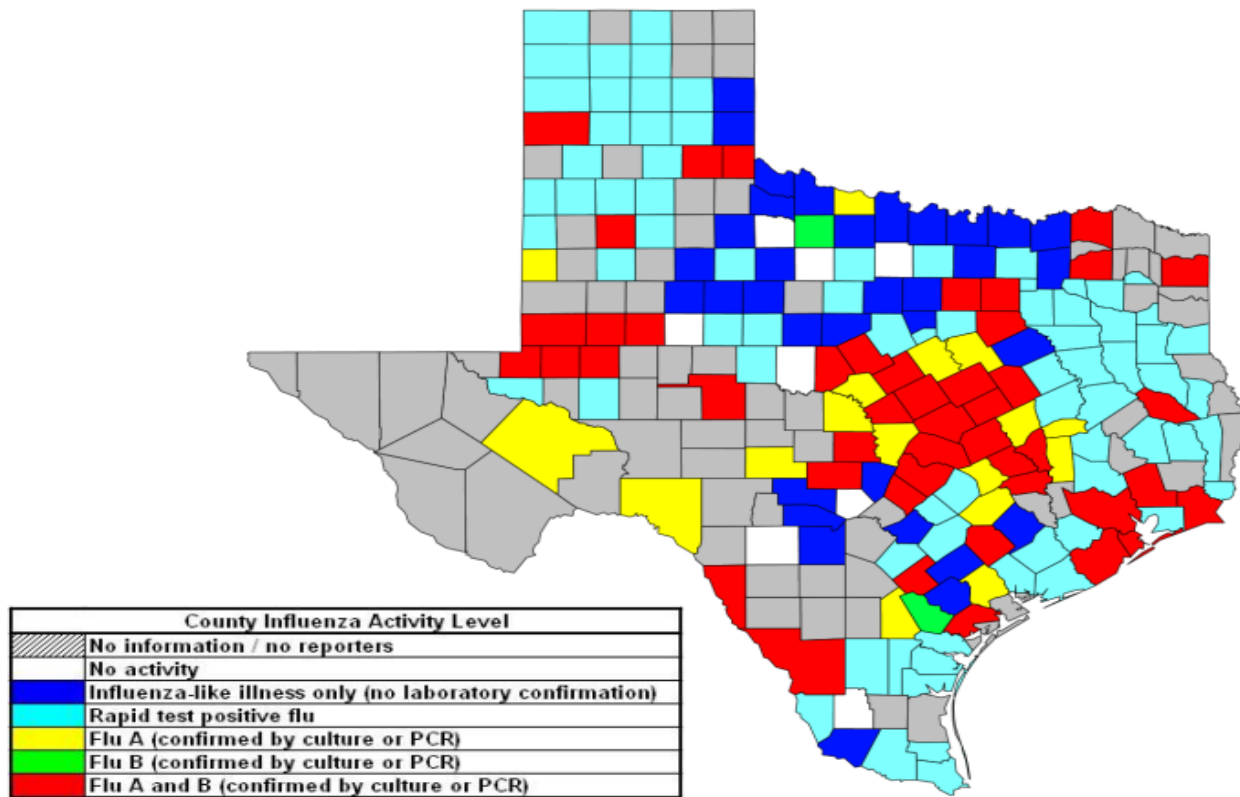 County Influenza Activity Level
No information / no reporters
No activity
Influenza-like illness only (no laboratory confirmation)
Rapid test positive flu
Flu A (confirmed by culture or PCR)
Flu B (confirmed by culture or PCR)
Flu A and B (confirmed by culture or PCR)